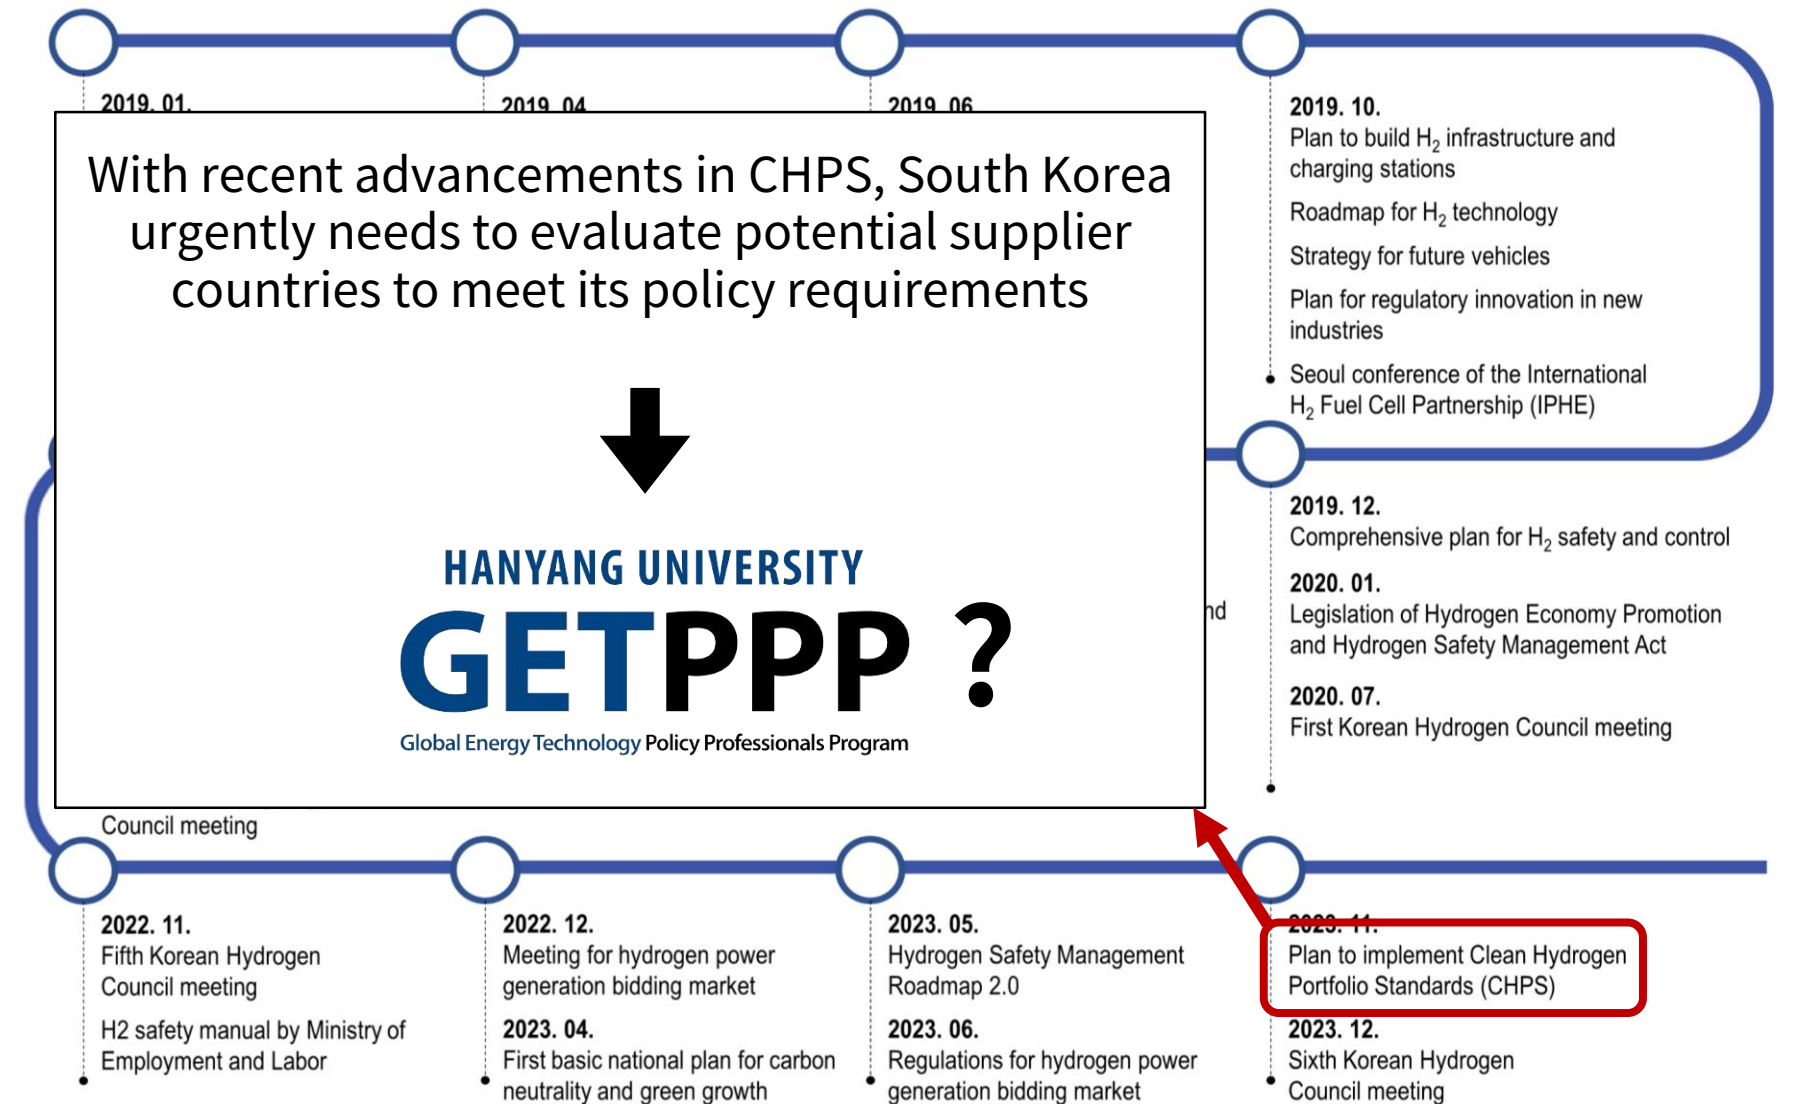 2019. 01.
2019. 04
2019. 06
2019. 10.
Plan to build H₂ infrastructure and
charging stations
Roadmap for H₂ technology
Strategy for future vehicles
Plan for regulatory innovation in new
industries
Seoul conference of the International
H₂ Fuel Cell Partnership (IPHE)
With recent advancements in CHPS, South Korea
urgently needs to evaluate potential supplier
countries to meet its policy requirements
HANYANG UNIVERSITY
GETPPP ?
Global Energy Technology Policy Professionals Program
2019. 12.
Comprehensive plan for H₂ safety and control
2020. 01.
Legislation of Hydrogen Economy Promotion
and Hydrogen Safety Management Act
2020. 07.
First Korean Hydrogen Council meeting
Council meeting
2022. 11.
Fifth Korean Hydrogen
Council meeting
H2 safety manual by Ministry of
Employment and Labor
2022. 12.
Meeting for hydrogen power
generation bidding market
2023. 04.
First basic national plan for carbon
neutrality and green growth
2023. 05.
Hydrogen Safety Management
Roadmap 2.0
2023. 06.
Regulations for hydrogen power
generation bidding market
2023. 11.
Plan to implement Clean Hydrogen
Portfolio Standards (CHPS)
2023. 12.
Sixth Korean Hydrogen
Council meeting